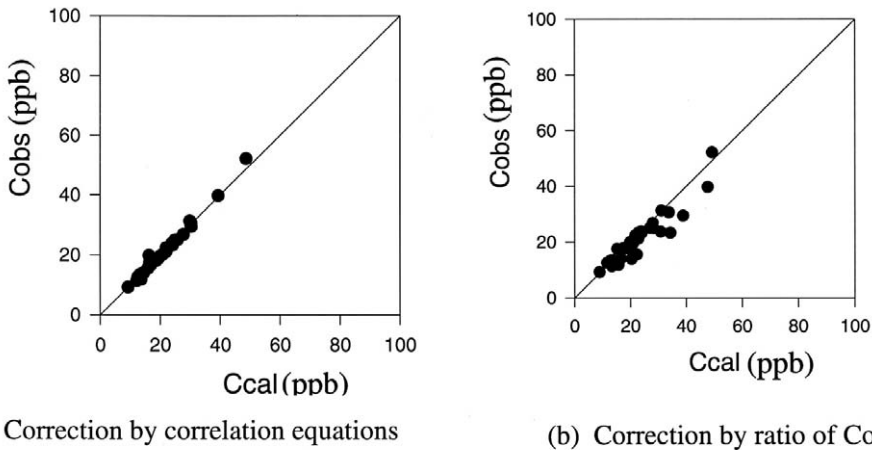 100
80
60
40
20
0
Cobs (ppb)
0 20 40 60 80 100
Ccal (ppb)
Correction by correlation equations
100
80
60
40
20
0
Cobs (ppb)
0 20 40 60 80 100
Ccal (ppb)
(b) Correction by ratio of Co